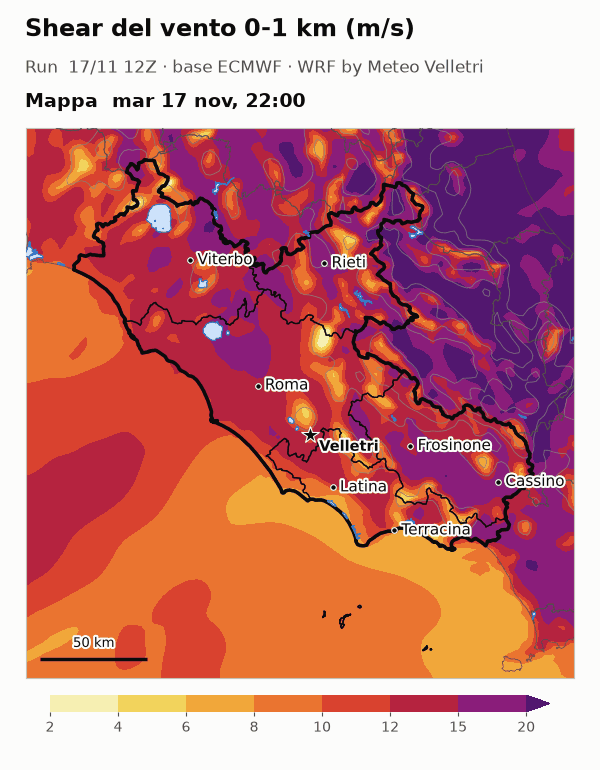 Shear del vento 0-1 km (m/s)
Run  17/11 12Z · base ECMWF · WRF by Meteo Velletri
Mappa  mar 17 nov, 22:00
Viterbo
Rieti
Roma
Velletri
Frosinone
Cassino
Latina
Terracina
50 km
2 4 6 8 10 12 15 20